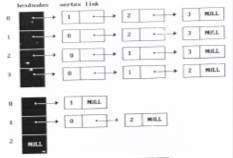 headnodes vertex link
0 1 2 3 NULL
1 0 2 3 NULL
2 0 1 3 NULL
3 0 1 2 NULL
0 1 NULL
1 0 2 NULL
2 NULL